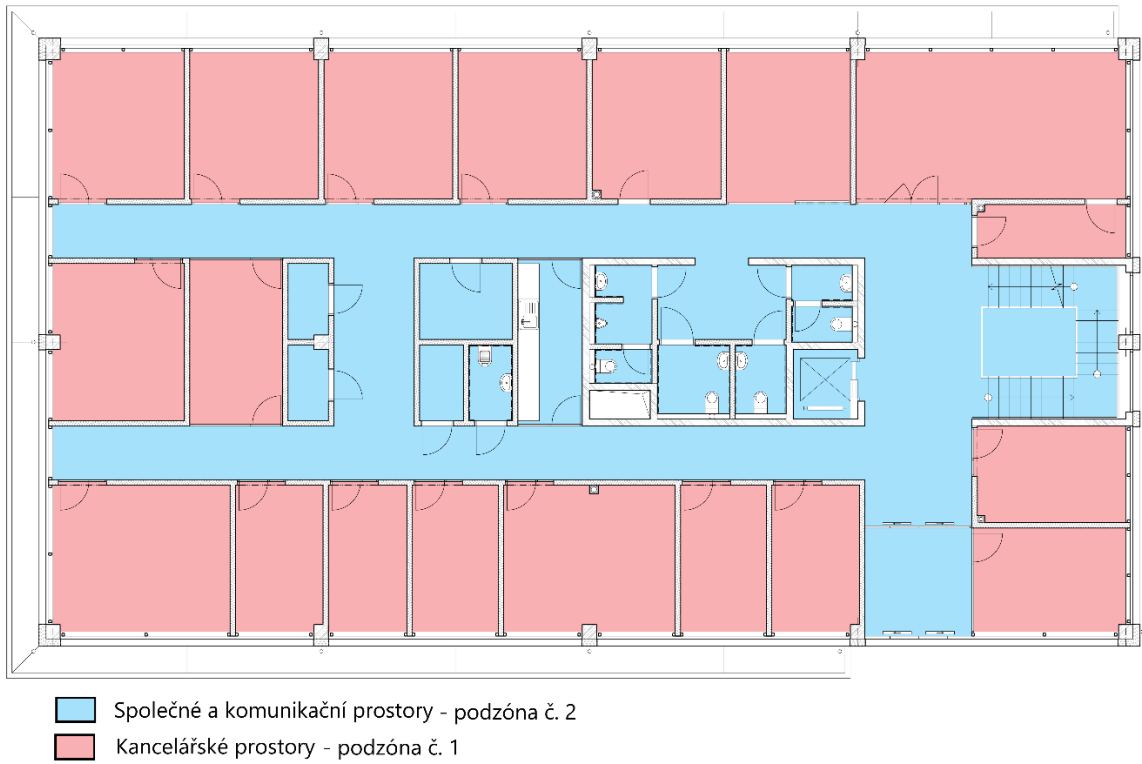 Společné a komunikační prostory - podzóna č. 2
Kancelářské prostory - podzóna č. 1